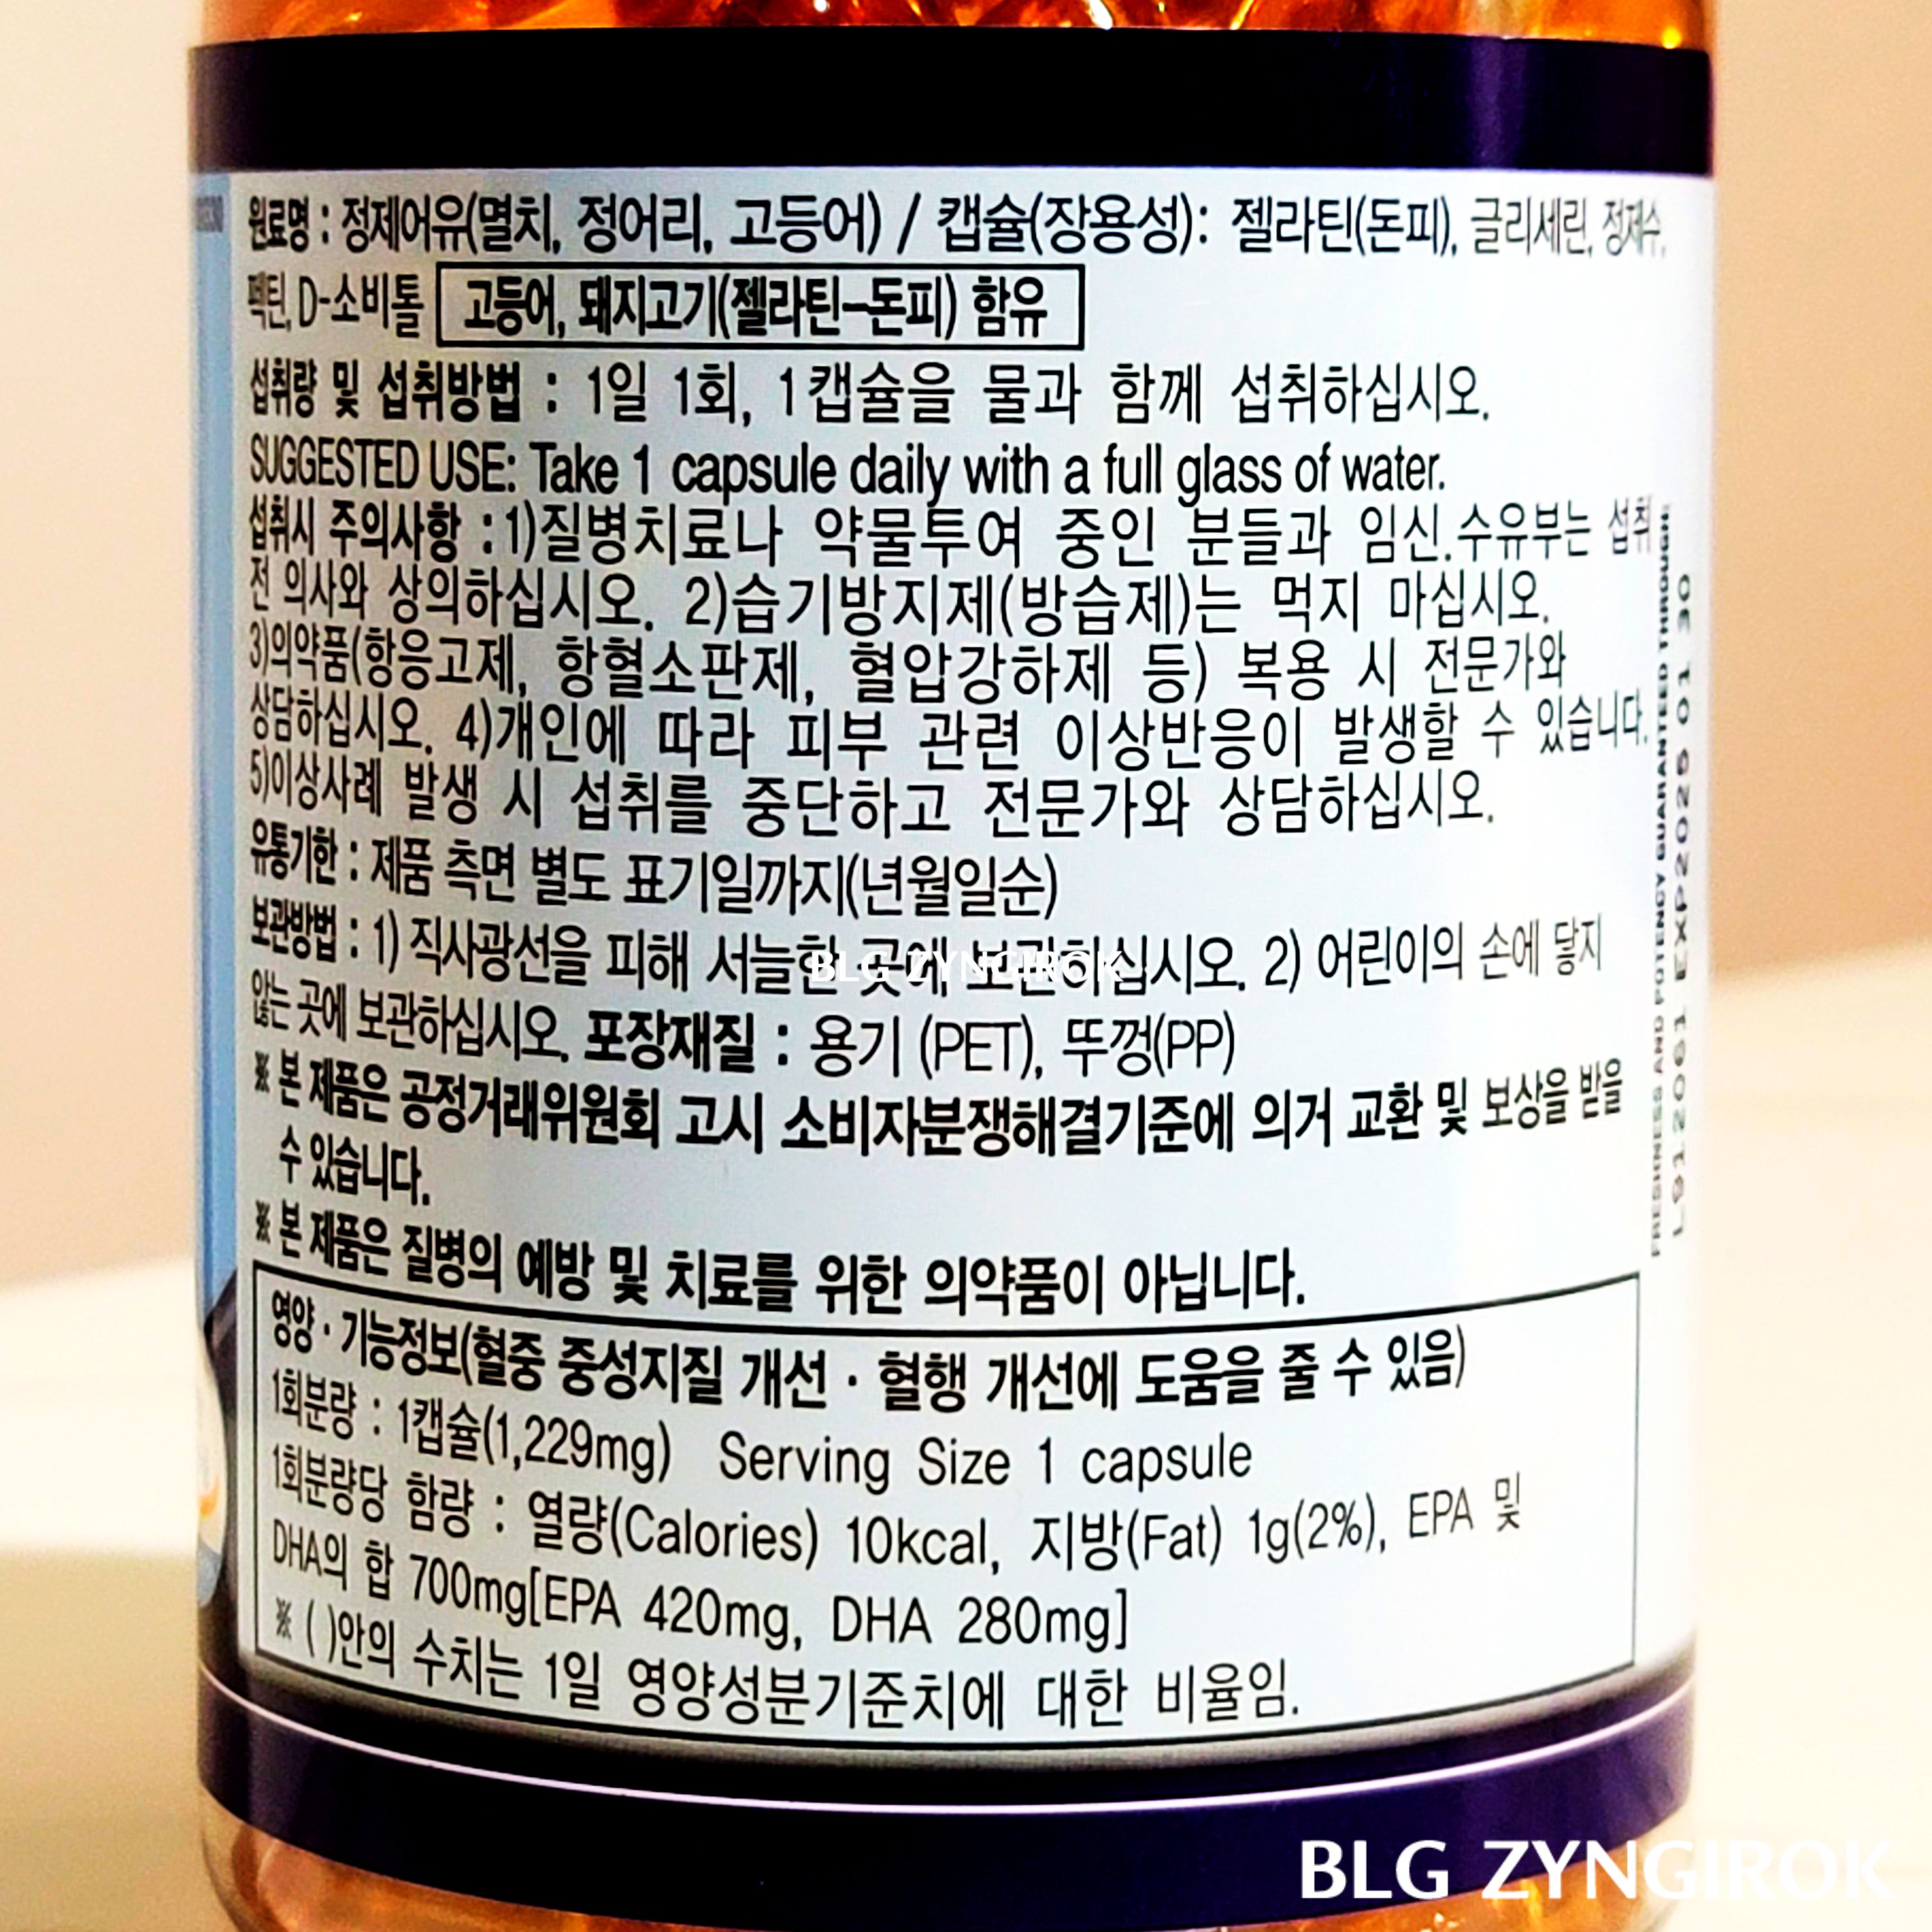 원료명 : 정제어유(멸치, 정어리, 고등어) / 캡슐(장용성): 젤라틴(돈피), 글리세린, 정제수,
펙틴, D-소비톨 고등어, 돼지고기(젤라틴-돈피) 함유
섭취량 및 섭취방법 : 1일 1회, 1캡슐을 물과 함께 섭취하십시오.
SUGGESTED USE: Take 1 capsule daily with a full glass of water.
섭취시 주의사항 :1)질병치료나 약물투여 중인 분들과 임신.수유부는 섭취
전 의사와 상의하십시오. 2)습기방지제(방습제)는 먹지 마십시오.
3)의약품(항응고제, 항혈소판제, 혈압강하제 등) 복용 시 전문가와
상담하십시오. 4)개인에 따라 피부 관련 이상반응이 발생할 수 있습니다.
5)이상사례 발생 시 섭취를 중단하고 전문가와 상담하십시오.
유통기한 : 제품 측면 별도 표기일까지(년월일순)
보관방법 : 1) 직사광선을 피해 서늘한 곳에 보관하십시오. 2) 어린이의 손에 닿지
않는 곳에 보관하십시오. 포장재질 : 용기 (PET), 뚜껑(PP)
※ 본 제품은 공정거래위원회 고시 소비자분쟁해결기준에 의거 교환 및 보상을 받을
수 있습니다.
※ 본 제품은 질병의 예방 및 치료를 위한 의약품이 아닙니다.
영양 · 기능정보(혈중 중성지질 개선 · 혈행 개선에 도움을 줄 수 있음)
1회분량 : 1캡슐(1,229mg) Serving Size 1 capsule
1회분량당 함량 : 열량(Calories) 10kcal, 지방(Fat) 1g(2%), EPA 및
DHA의 합 700mg[EPA 420mg, DHA 280mg]
※ ( )안의 수치는 1일 영양성분기준치에 대한 비율임.
FRESHNESS AND POTENCY GUARANTEED THROUGH
L912091 EXP2025 01 30
BLG ZYNGIROK
BLG ZYNGIROK